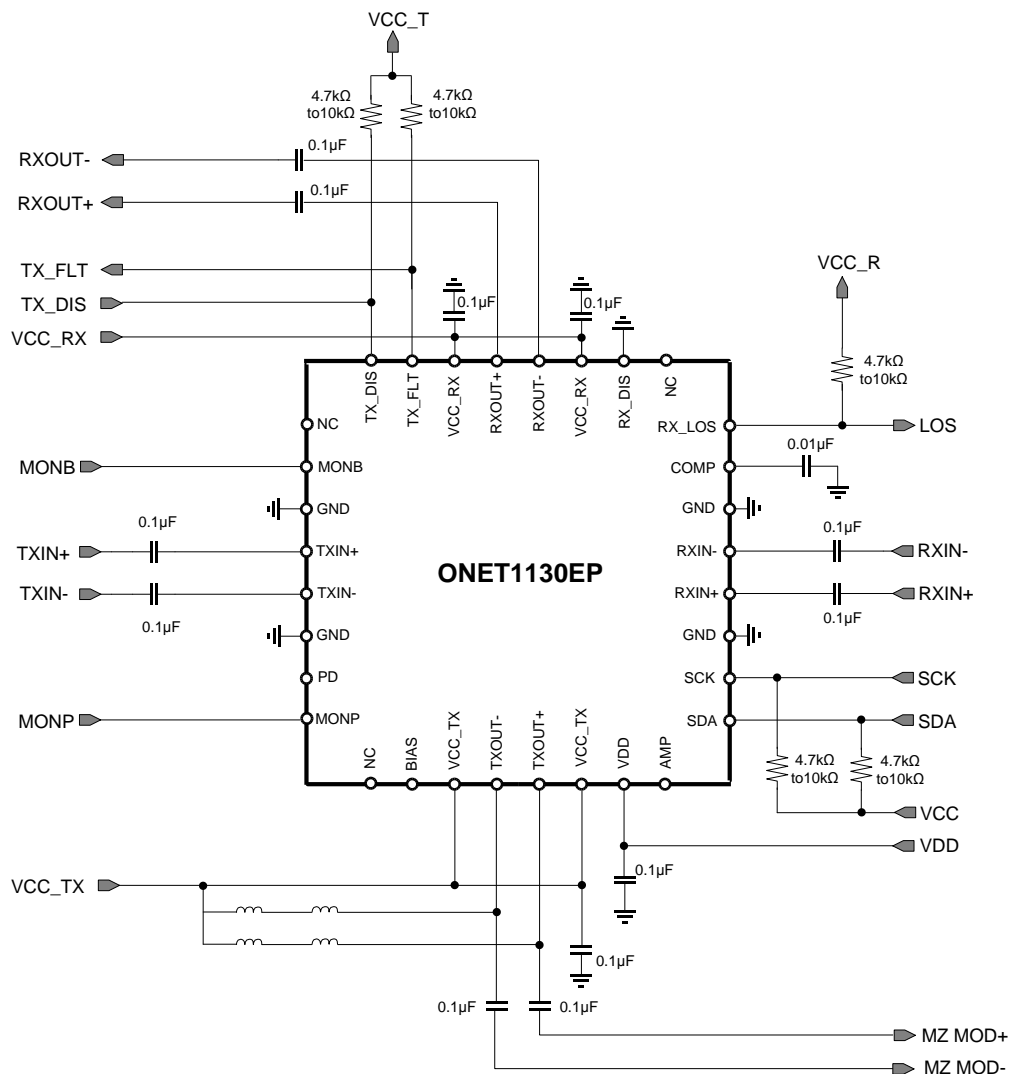 VCC_T
4.7kΩ
to10kΩ
4.7kΩ
to10kΩ
0.1µF
RXOUT-
0.1µF
RXOUT+
TX_FLT
VCC_R
TX_DIS
0.1µF
0.1µF
VCC_RX
4.7kΩ
to10kΩ
TX_DIS
TX_FLT
VCC_RX
RXOUT+
RXOUT-
VCC_RX
RX_DIS
NC
NC
RX_LOS
LOS
0.01µF
MONB
MONB
COMP
GND
GND
0.1µF
0.1µF
TXIN+
TXIN+
RXIN-
RXIN-
ONET1130EP
TXIN-
TXIN-
RXIN+
RXIN+
0.1µF
0.1µF
GND
GND
PD
SCK
SCK
MONP
MONP
SDA
SDA
NC
BIAS
VCC_TX
TXOUT-
TXOUT+
VCC_TX
VDD
AMP
4.7kΩ
to10kΩ
4.7kΩ
to10kΩ
VCC
VDD
0.1µF
VCC_TX
0.1µF
0.1µF
0.1µF
MZ MOD+
MZ MOD-